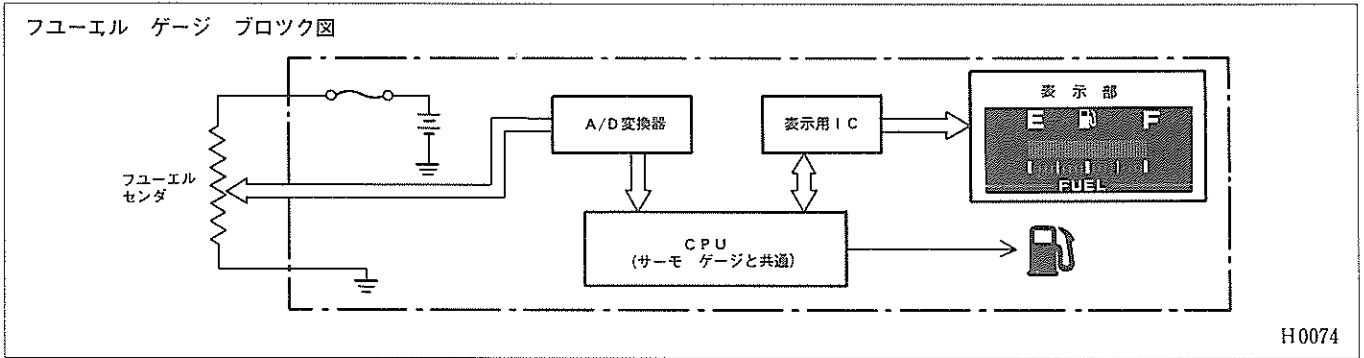 フユーエル ゲージ ブロツク図
表 示 部
E F
FUEL
A/D変換器
表示用IC
フユーエル
センダ
CPU
(サーモ ゲージと共通)
H0074